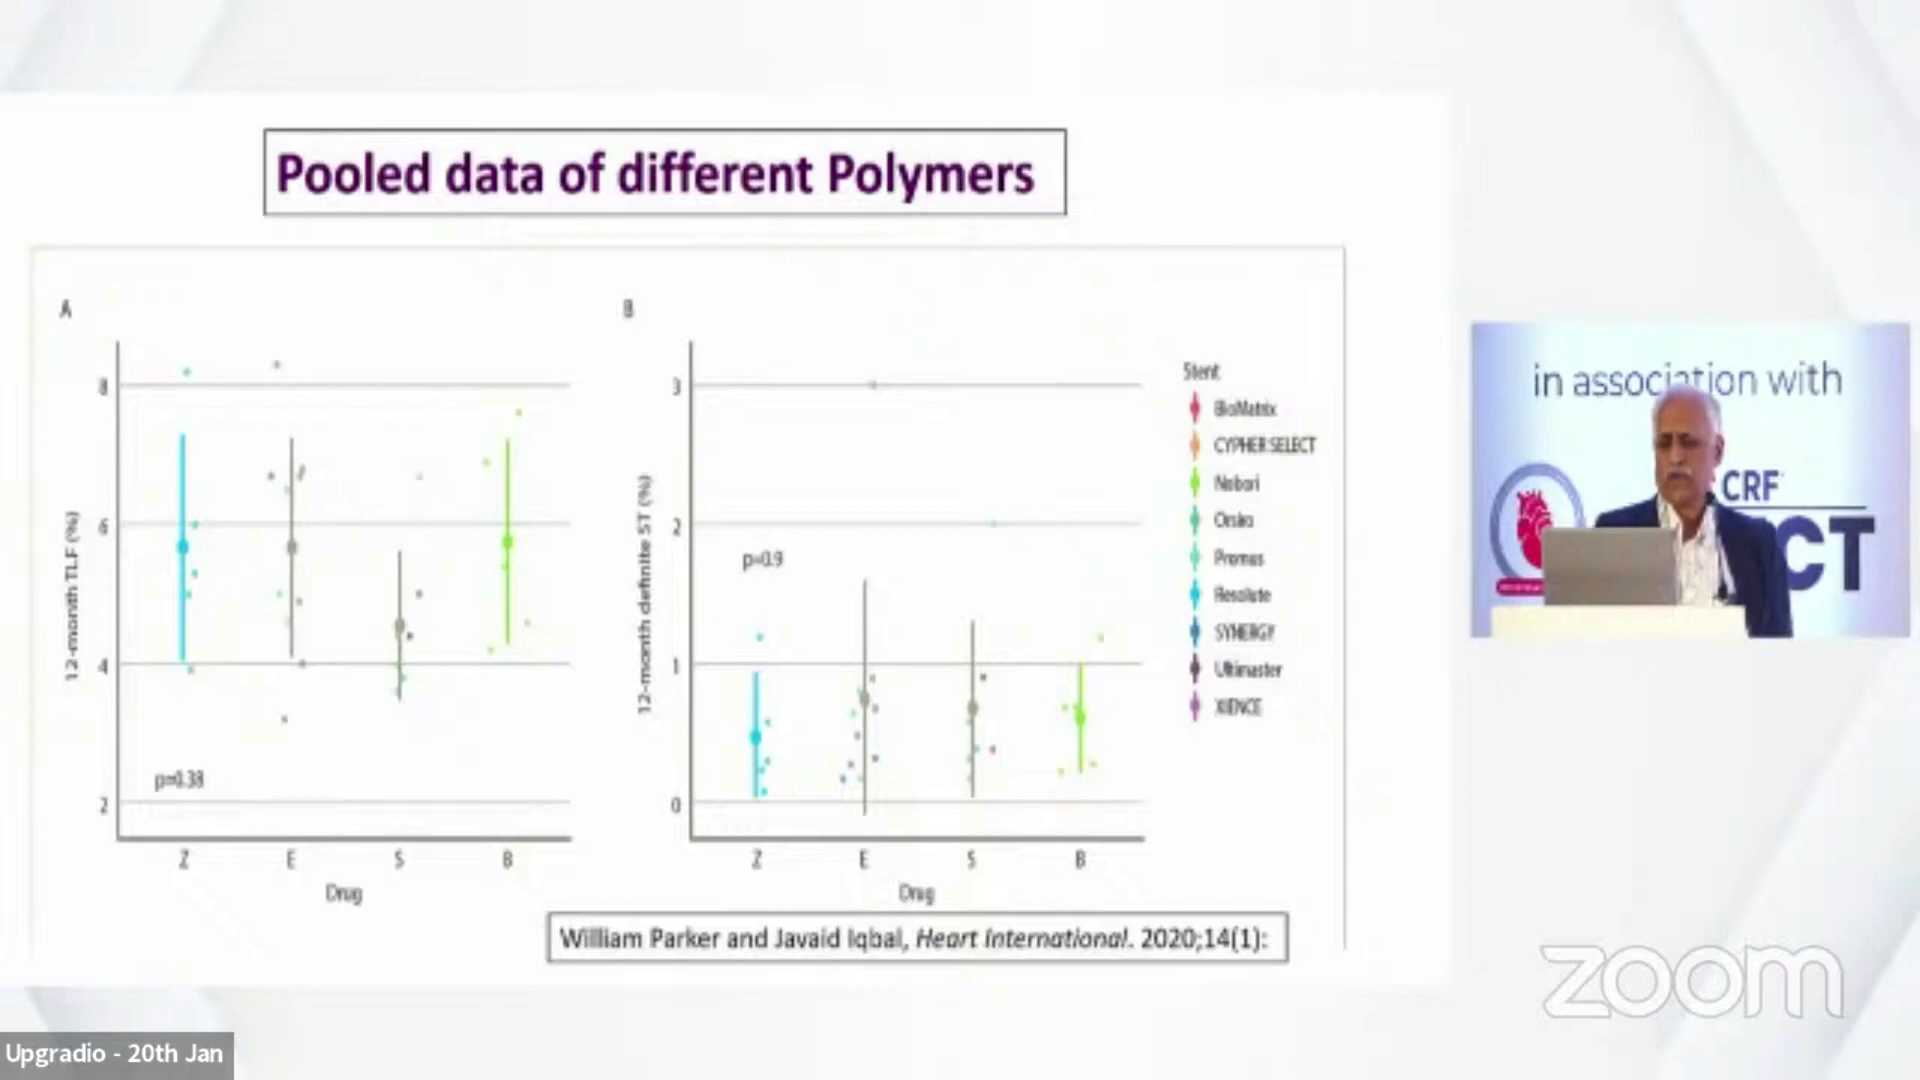 Pooled data of different Polymers
A
12-month TLF (%)
8
6
4
2
p=0.38
Z E S B
Drug
B
12-month definite ST (%)
3
2
1
0
p=0.9
Z E S B
Drug
Stent
BioMatrix
CYPHER SELECT
Nobori
Orsiro
Promus
Resolute
SYNERGY
Ultimaster
XIENCE
William Parker and Javaid Iqbal, Heart International. 2020;14(1):
in association with
CRF
CT
zoom
Upgradio - 20th Jan